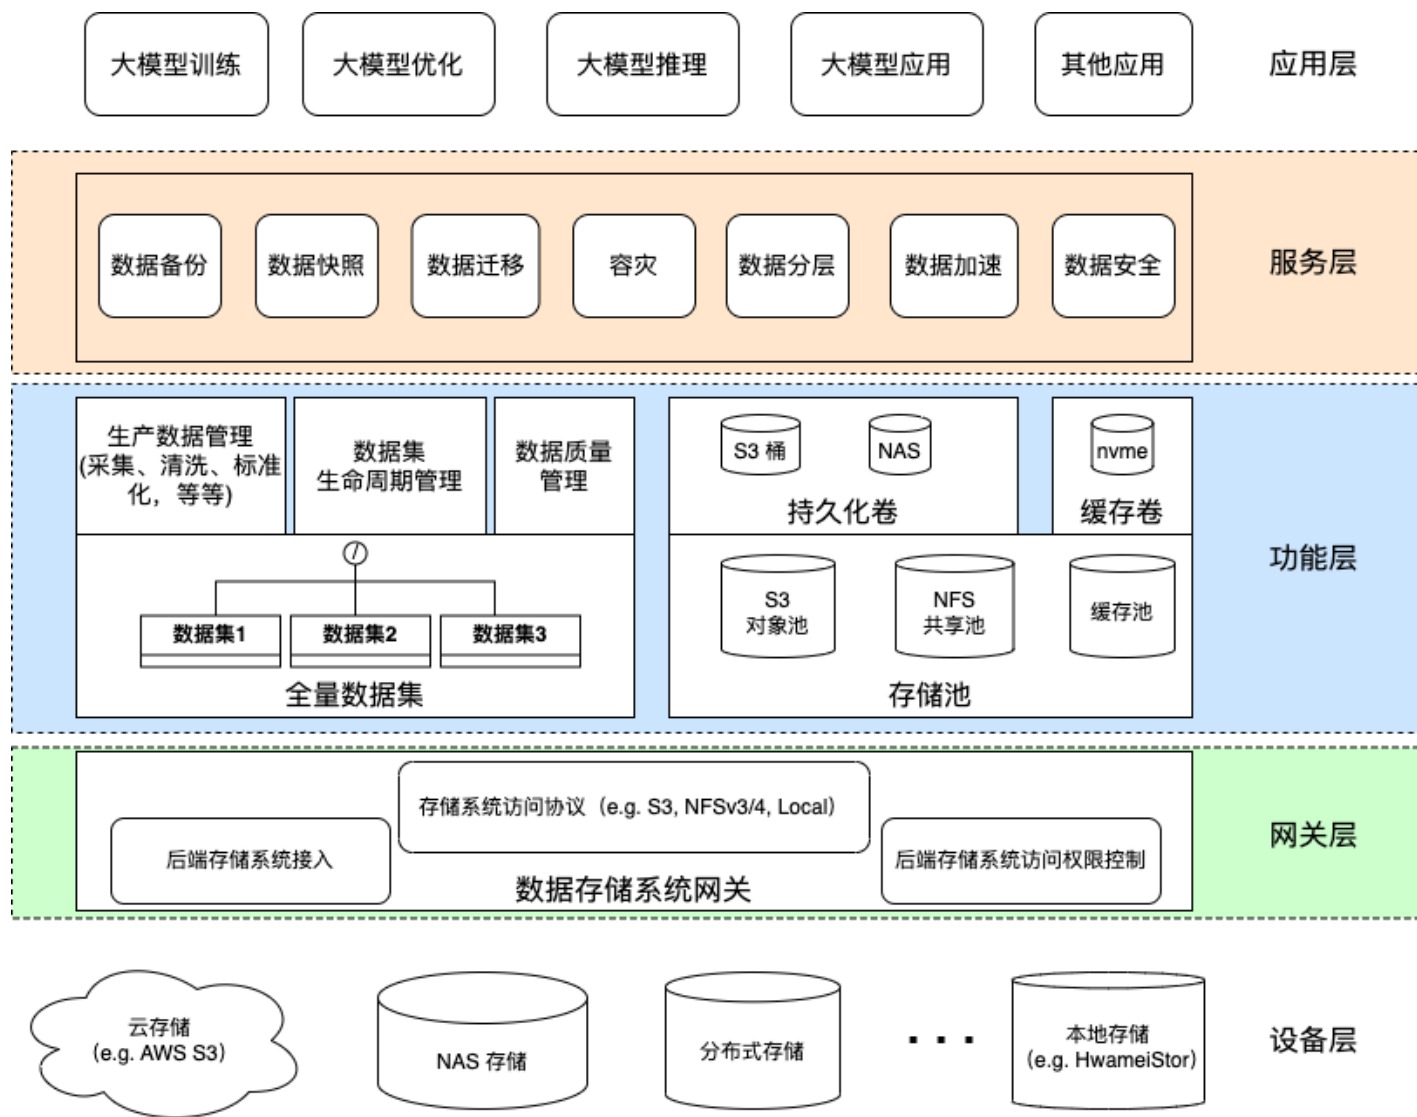 大模型训练
大模型优化
大模型推理
大模型应用
其他应用
应用层
数据备份
数据快照
数据迁移
容灾
数据分层
数据加速
数据安全
服务层
生产数据管理
(采集、清洗、标准
化，等等)
数据集
生命周期管理
数据质量
管理
S3 桶
NAS
持久化卷
nvme
缓存卷
功能层
数据集1
数据集2
数据集3
全量数据集
S3
对象池
NFS
共享池
缓存池
存储池
存储系统访问协议（e.g. S3, NFSv3/4, Local）
后端存储系统接入
后端存储系统访问权限控制
数据存储系统网关
网关层
云存储
(e.g. AWS S3)
NAS 存储
分布式存储
. . .
本地存储
(e.g. HwameiStor)
设备层